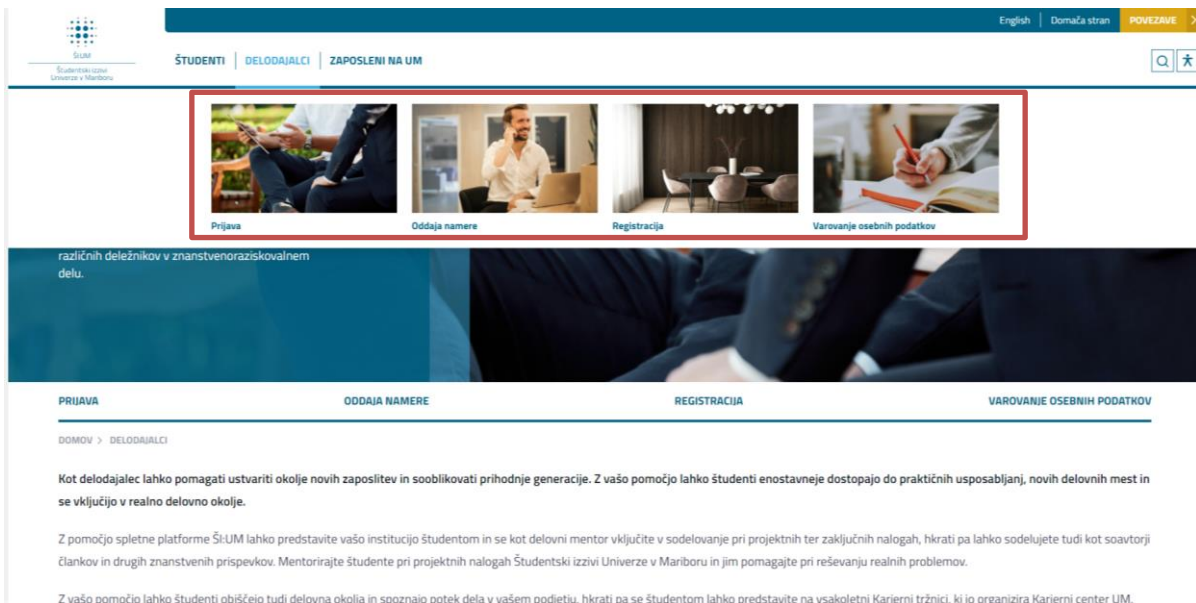 English
Domača stran
POVEZAVE
ŠI:UM
Študentski izzivi
Univerze v Mariboru
ŠTUDENTI
DELODAJALCI
ZAPOSLENI NA UM
Prijava
Oddaja namere
Registracija
Varovanje osebnih podatkov
različnih deležnikov v znanstvenoraziskovalnem
delu.
PRIJAVA
ODDAJA NAMERE
REGISTRACIJA
VAROVANJE OSEBNIH PODATKOV
DOMOV > DELODAJALCI
Kot delodajalec lahko pomagati ustvariti okolje novih zaposlitev in sooblikovati prihodnje generacije. Z vašo pomočjo lahko študenti enostavneje dostopajo do praktičnih usposabljanj, novih delovnih mest in
se vključijo v realno delovno okolje.
Z pomočjo spletne platforme ŠI:UM lahko predstavite vašo institucijo študentom in se kot delovni mentor vključite v sodelovanje pri projektnih ter zaključnih nalogah, hkrati pa lahko sodelujete tudi kot soavtorji
člankov in drugih znanstvenih prispevkov. Mentorirajte študente pri projektnih nalogah Študentski izzivi Univerze v Mariboru in jim pomagajte pri reševanju realnih problemov.
Z vašo pomočjo lahko študenti obiščejo tudi delovna okolja in spoznajo potek dela v vašem podjetju, hkrati pa se študentom lahko predstavite na vsakoletni Karierni tržnici, ki jo organizira Karierni center UM.